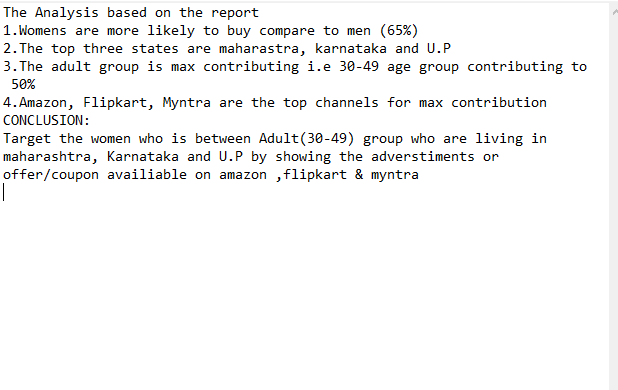 The Analysis based on the report
1.Womens are more likely to buy compare to men (65%)
2.The top three states are maharastra, karnataka and U.P
3.The adult group is max contributing i.e 30-49 age group contributing to
50%
4.Amazon, Flipkart, Myntra are the top channels for max contribution
CONCLUSION:
Target the women who is between Adult(30-49) group who are living in
maharashtra, Karnataka and U.P by showing the adverstiments or
offer/coupon availiable on amazon ,flipkart & myntra